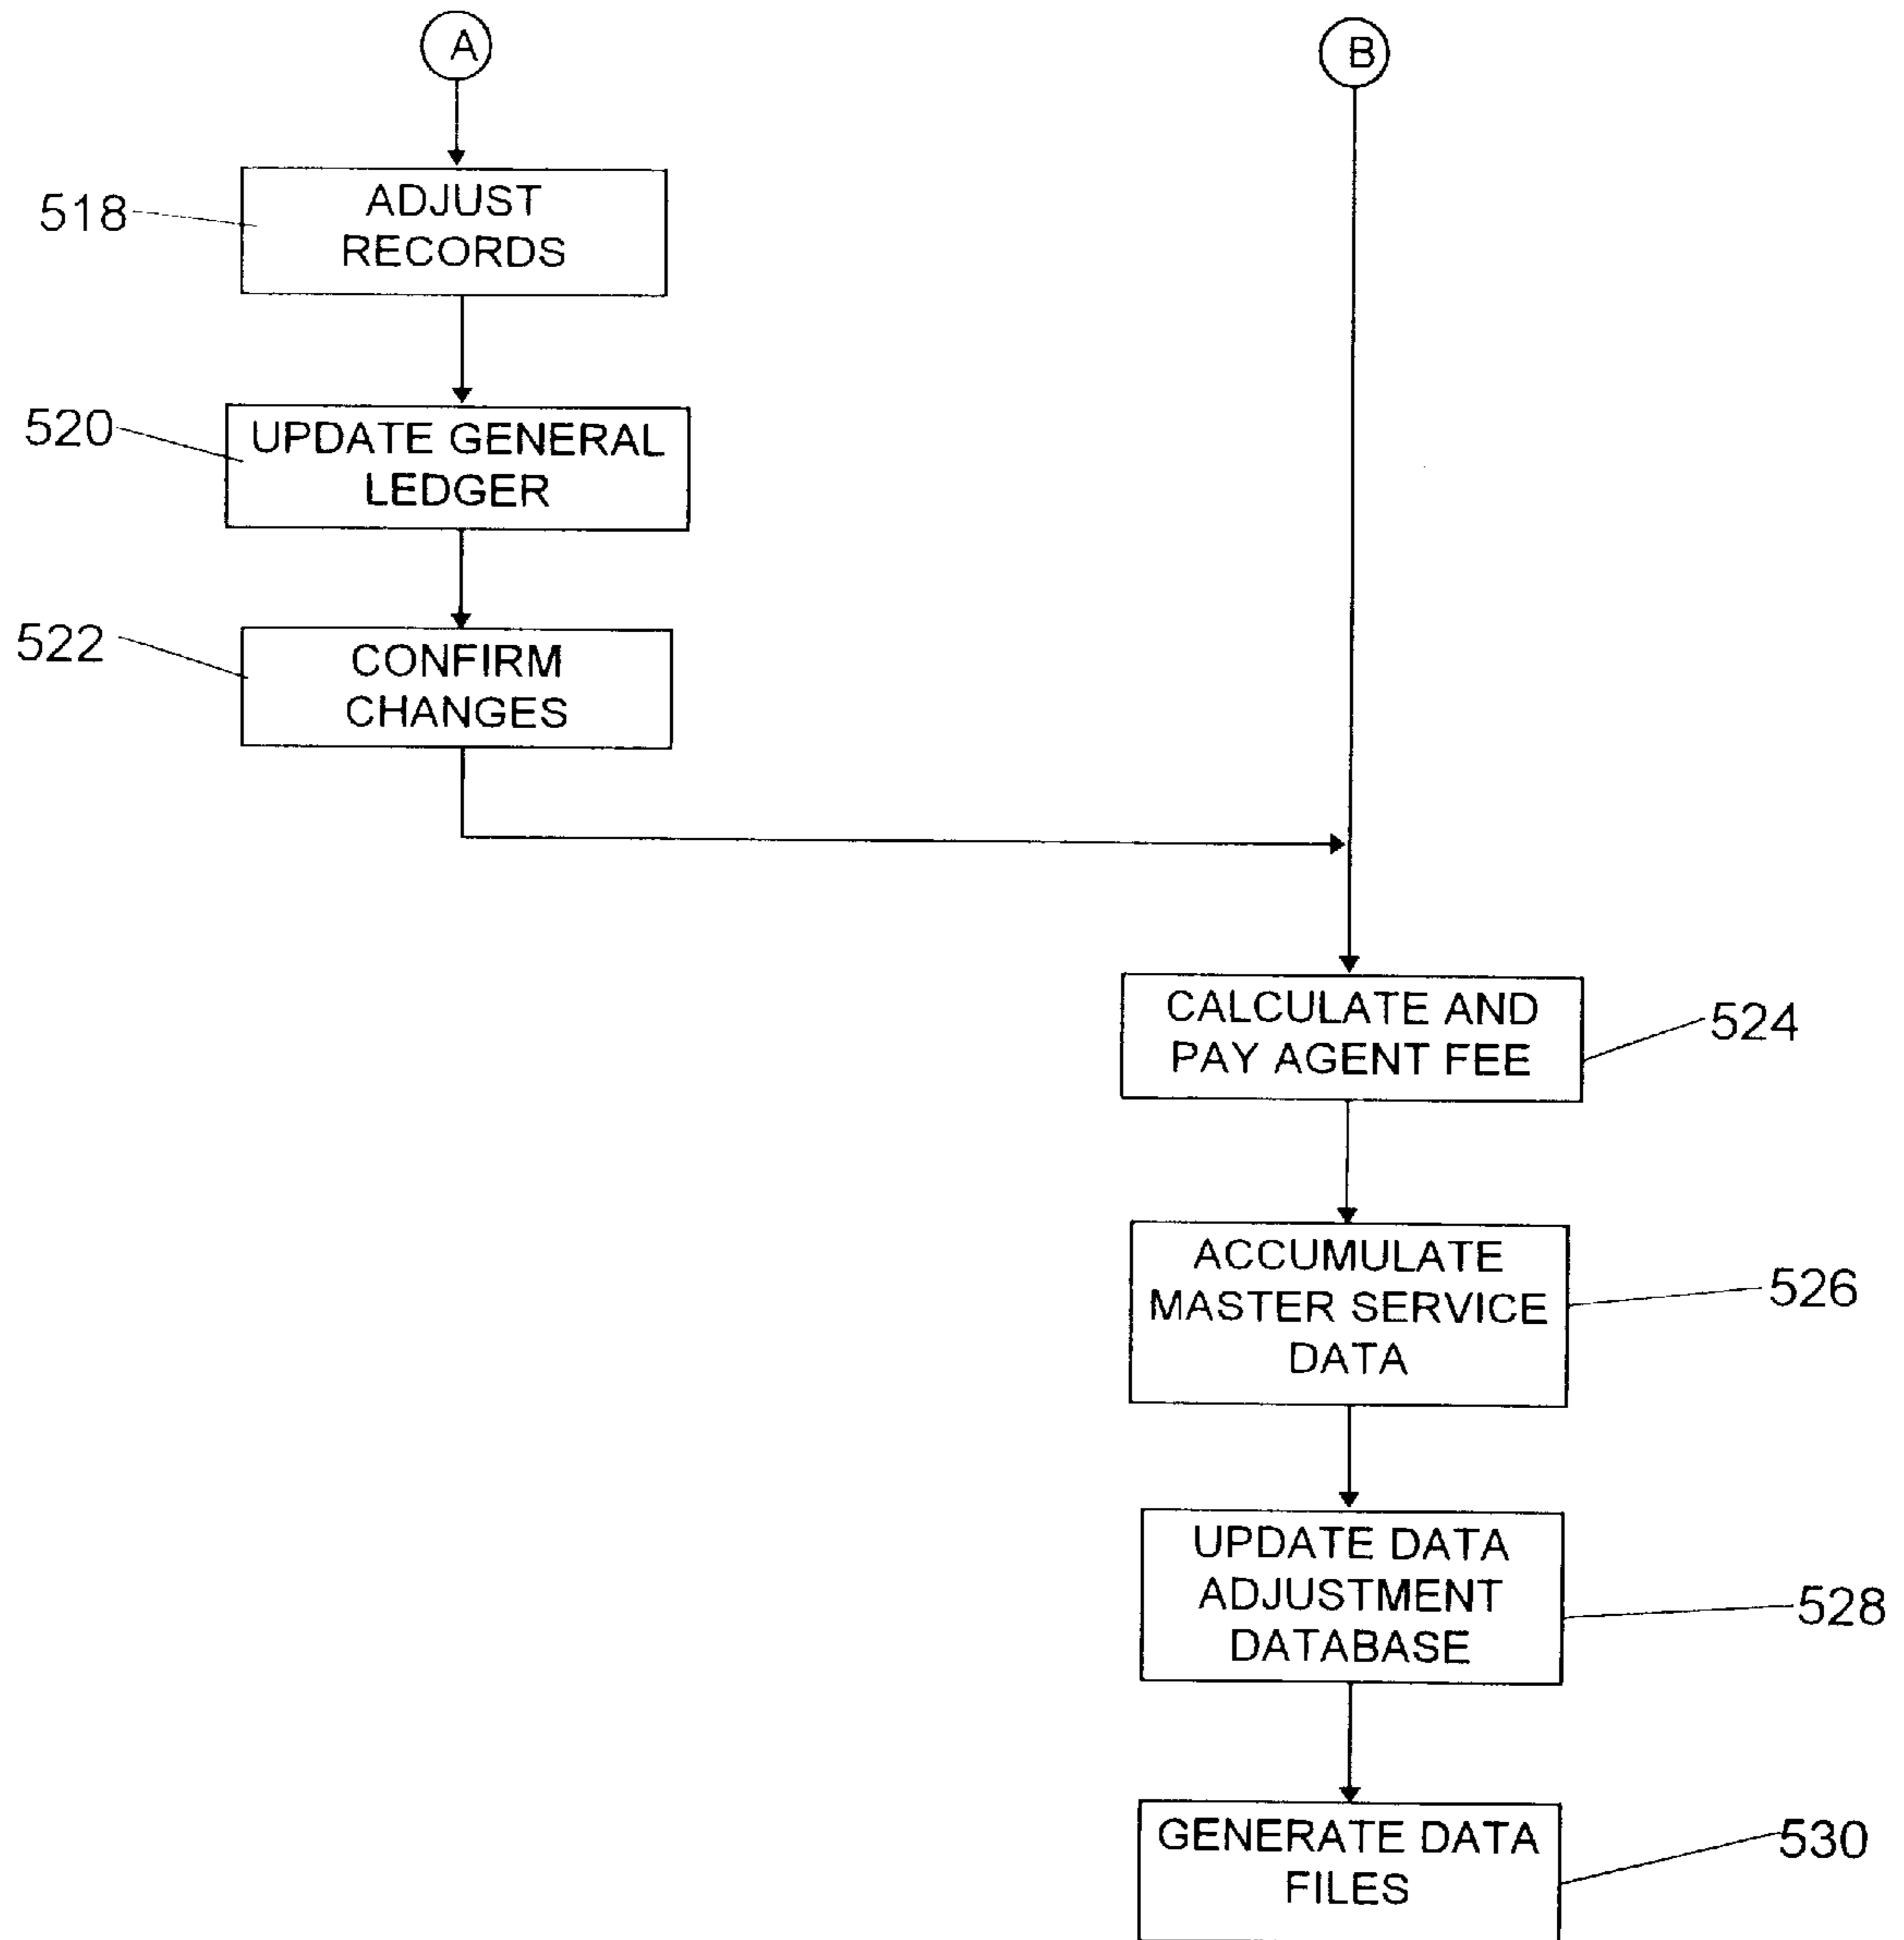 A
B
518
ADJUST
RECORDS
520
UPDATE GENERAL
LEDGER
522
CONFIRM
CHANGES
CALCULATE AND
PAY AGENT FEE
524
ACCUMULATE
MASTER SERVICE
DATA
526
UPDATE DATA
ADJUSTMENT
DATABASE
528
GENERATE DATA
FILES
530